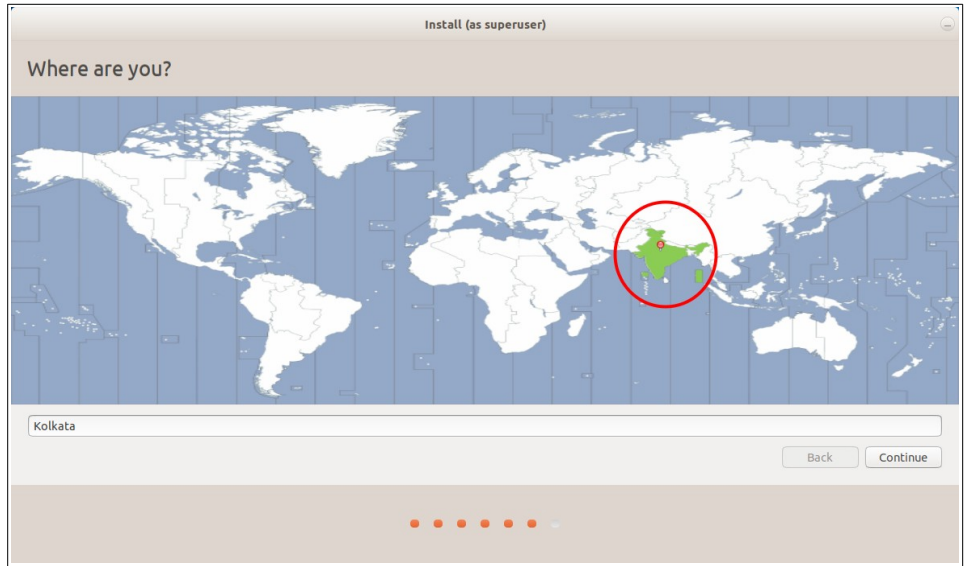 Install (as superuser)
Where are you?
Kolkata
Back
Continue